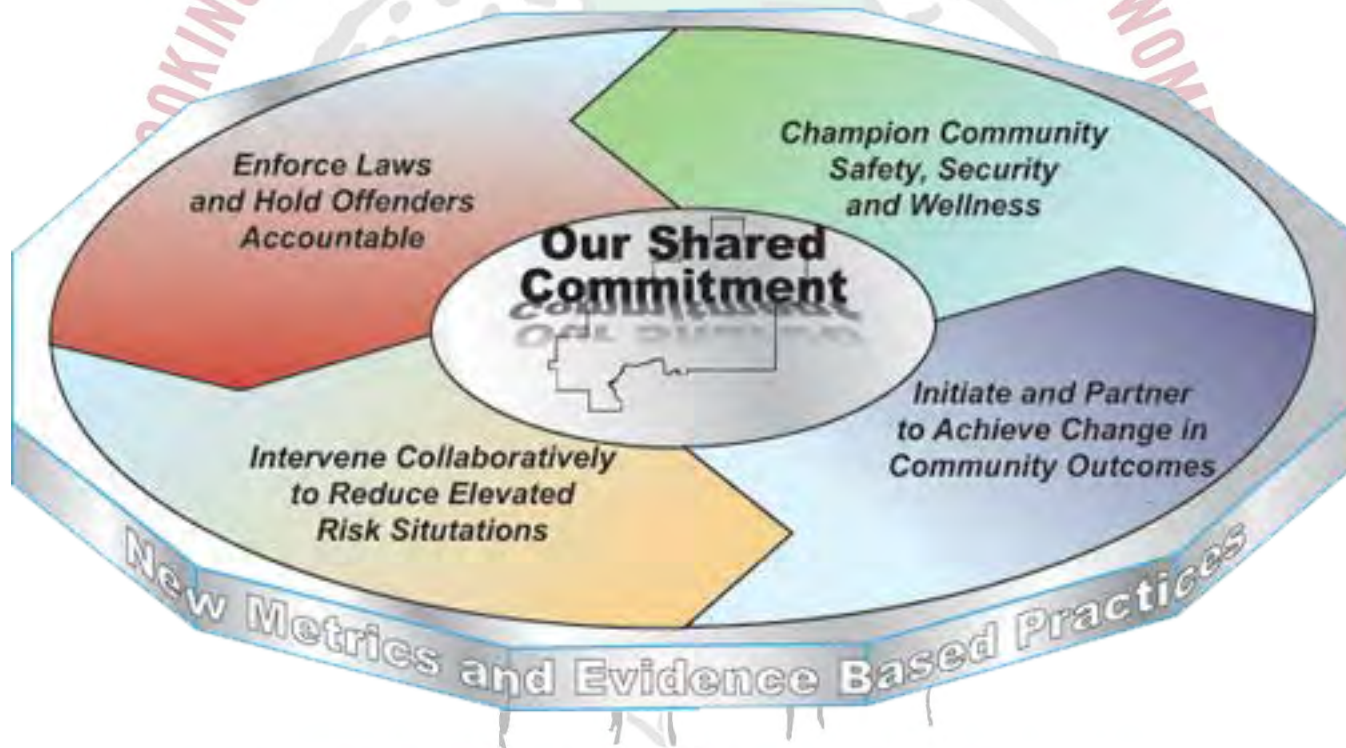 Enforce Laws
and Hold Offenders
Accountable
Champion Community
Safety, Security
and Wellness
Our Shared
Commitment
Initiate and Partner
to Achieve Change in
Community Outcomes
Intervene Collaboratively
to Reduce Elevated
Risk Situtations
New Metrics and Evidence Based Practices